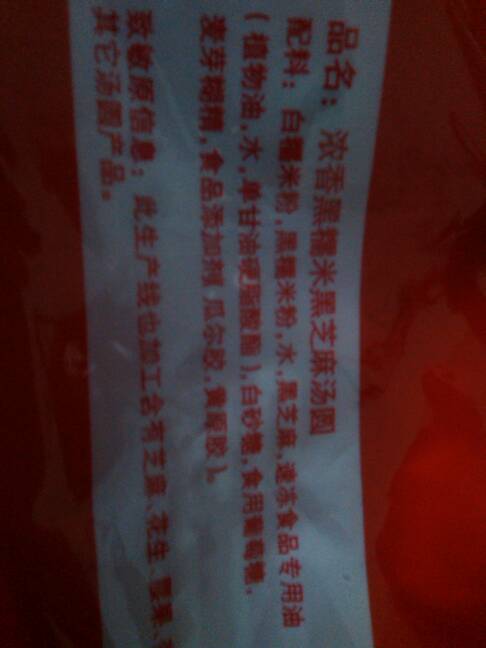 品名：浓香黑糯米黑芝麻汤圆
配料：白糯米粉,黑糯米粉,水,黑芝麻,速冻食品专用油
(植物油,水,单甘油硬脂酸酯),白砂糖,食用葡萄糖,
麦芽糊精,食品添加剂(瓜尔胶,黄原胶)。
致敏原信息：此生产线也加工含有芝麻、花生、坚果、
其它汤圆产品。